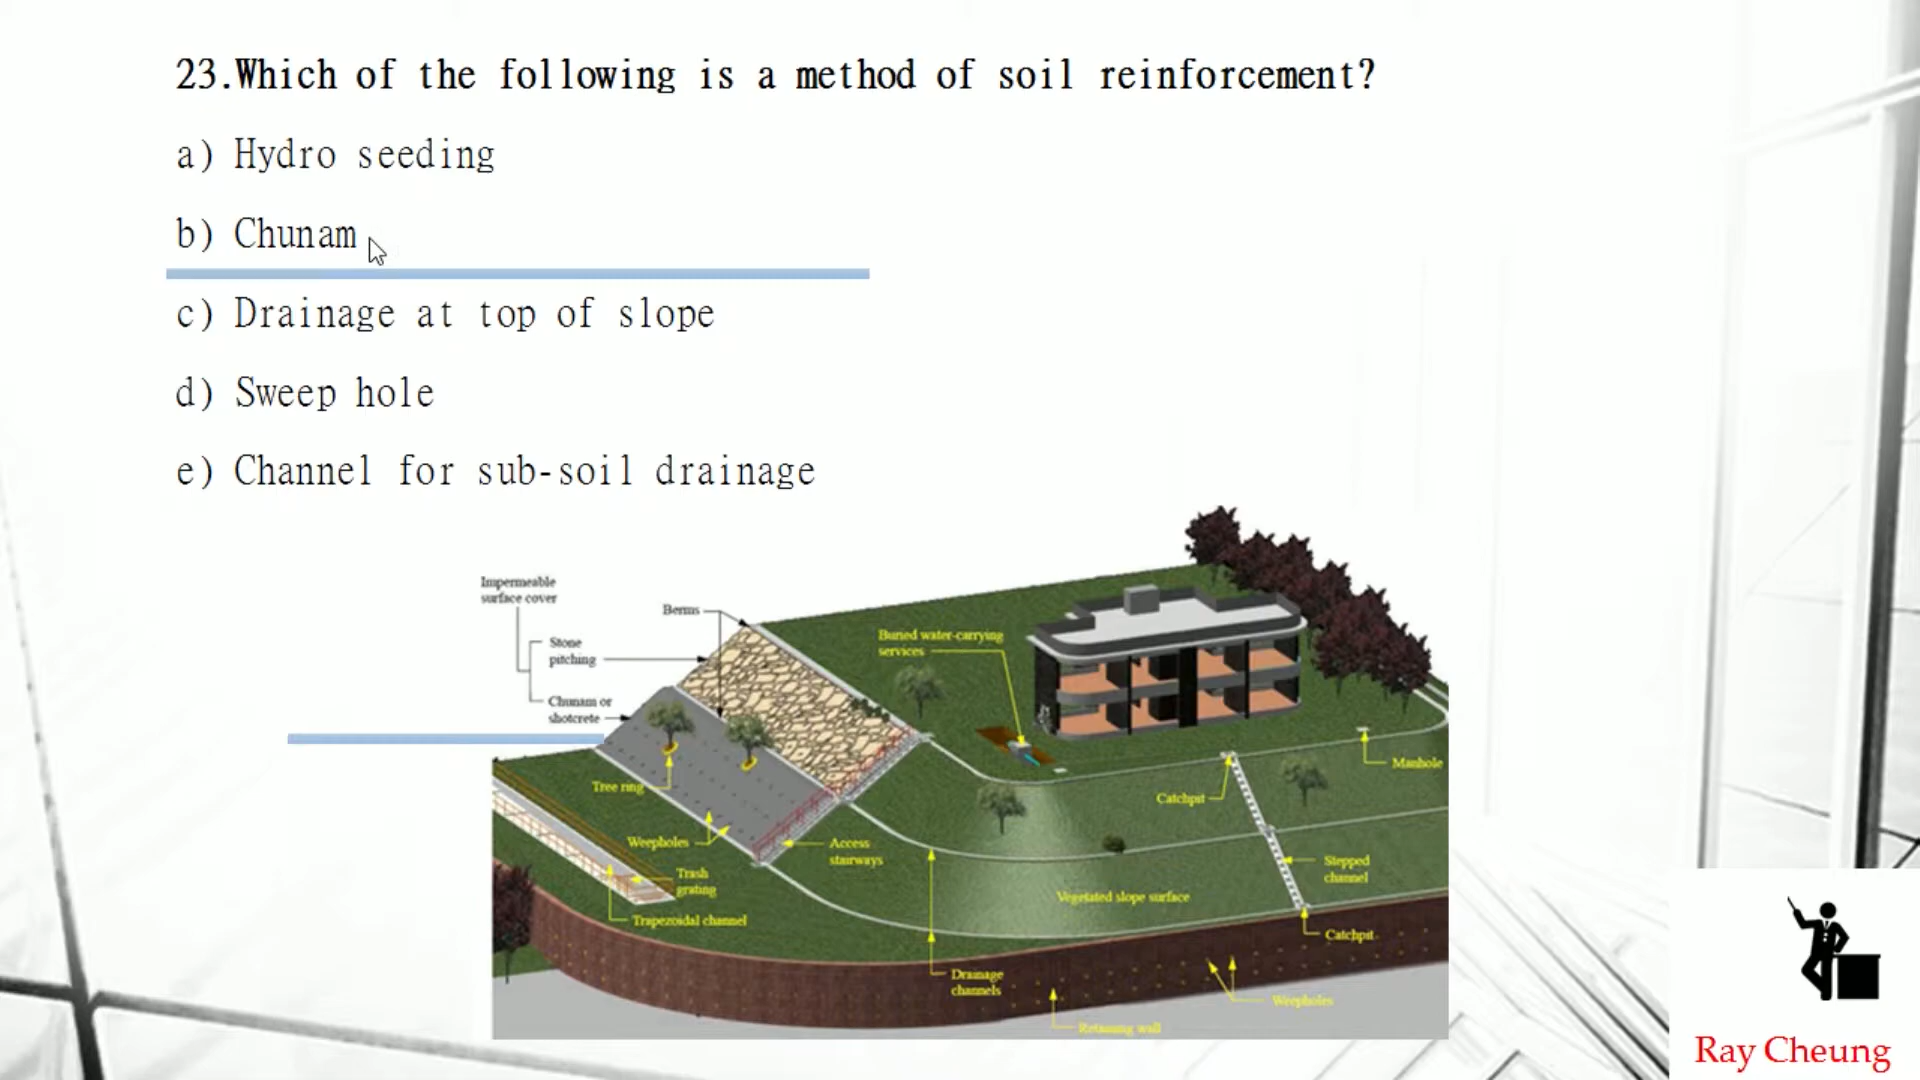 23.Which of the following is a method of soil reinforcement?
a) Hydro seeding
b) Chunam
c) Drainage at top of slope
d) Sweep hole
e) Channel for sub-soil drainage
Impermeable
surface cover
Berms
Stone
pitching
Chunam or
shotcrete
Buried water-carrying
services
Tree ring
Weepholes
Access
stairways
Trash
grating
Trapezoidal channel
Catchpit
Manhole
Stepped
channel
Vegetated slope surface
Catchpit
Drainage
channels
Weepholes
Retaining wall
Ray Cheung